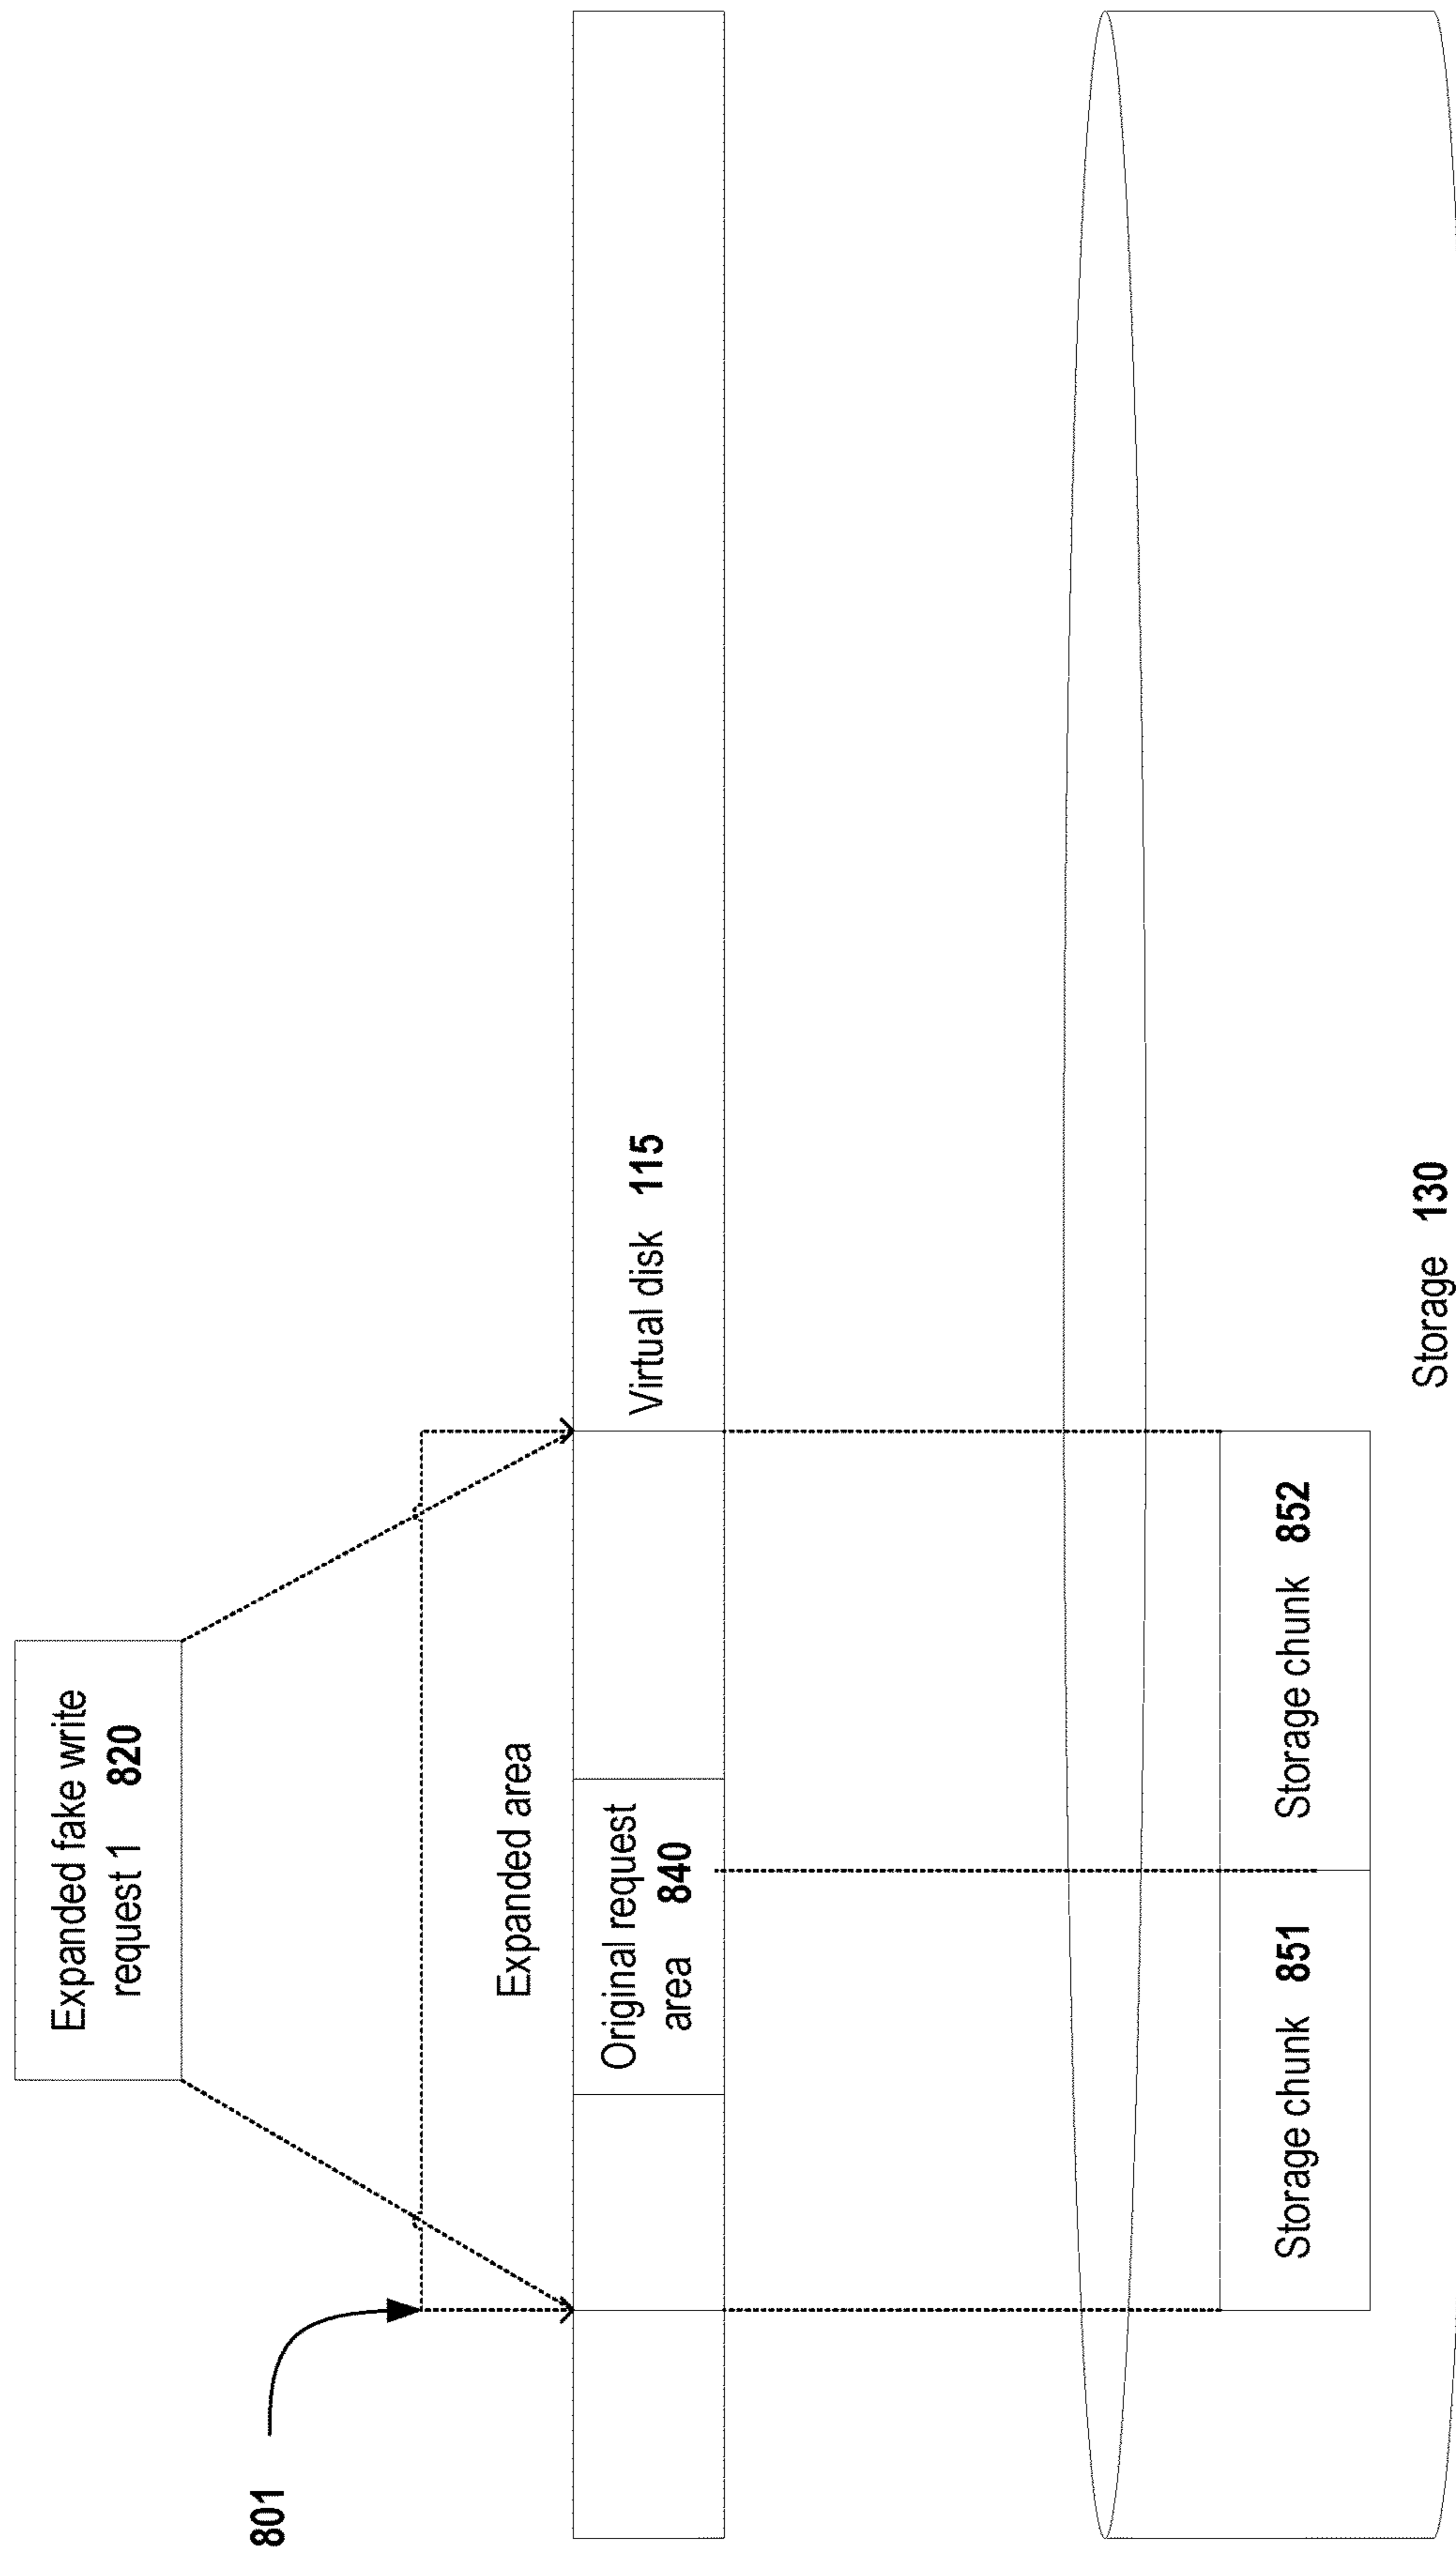 Expanded fake write
request 1 820
801
Expanded area
Original request
area 840
Virtual disk 115
Storage chunk 851
Storage chunk 852
Storage 130